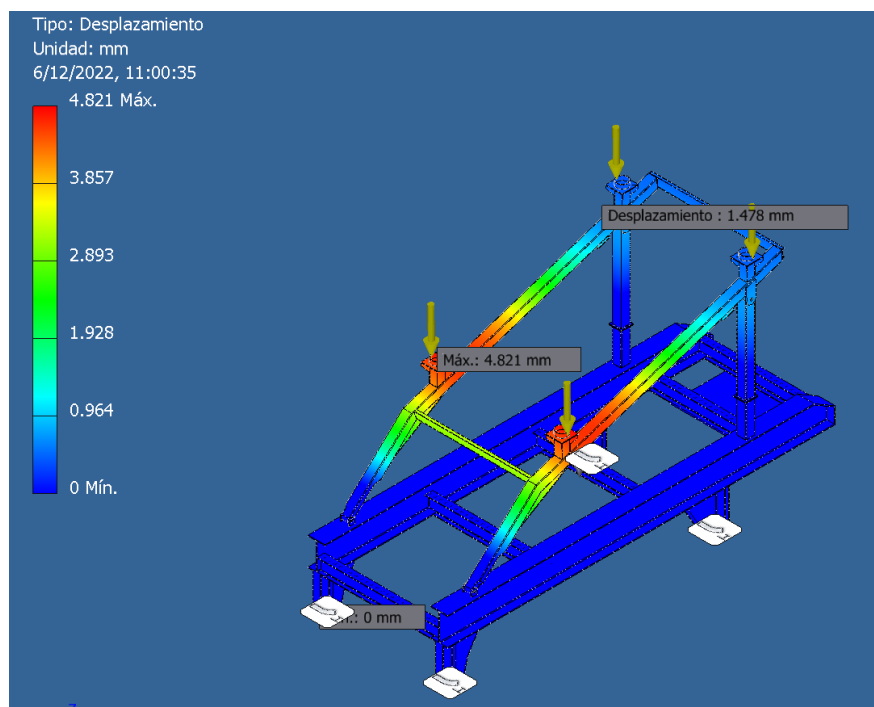 Tipo: Desplazamiento
Unidad: mm
6/12/2022, 11:00:35
4.821 Máx.
3.857
2.893
1.928
0.964
0 Mín.
Desplazamiento : 1.478 mm
Máx.: 4.821 mm
: 0 mm